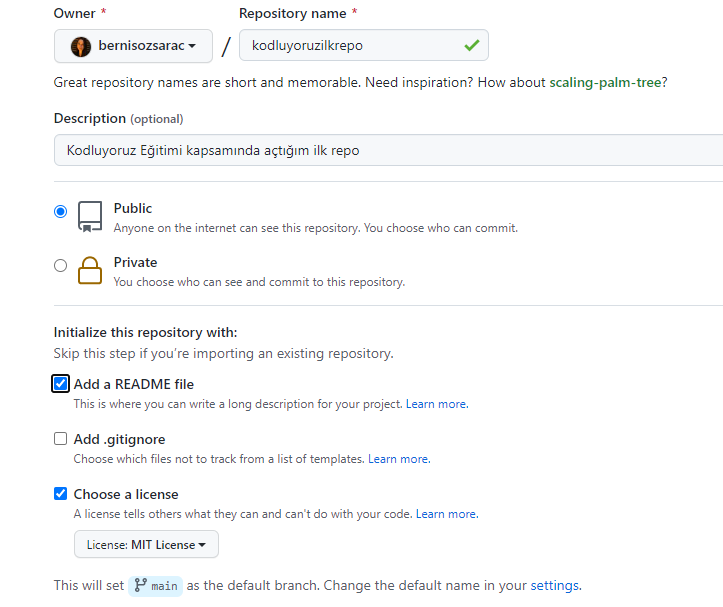 Owner * Repository name *
bernisozsarac / kodluyoruzilkrepo
Great repository names are short and memorable. Need inspiration? How about scaling-palm-tree?
Description (optional)
Kodluyoruz Eğitimi kapsamında açtığım ilk repo
Public
Anyone on the internet can see this repository. You choose who can commit.
Private
You choose who can see and commit to this repository.
Initialize this repository with:
Skip this step if you're importing an existing repository.
Add a README file
This is where you can write a long description for your project. Learn more.
Add .gitignore
Choose which files not to track from a list of templates. Learn more.
Choose a license
A license tells others what they can and can't do with your code. Learn more.
License: MIT License
This will set main as the default branch. Change the default name in your settings.